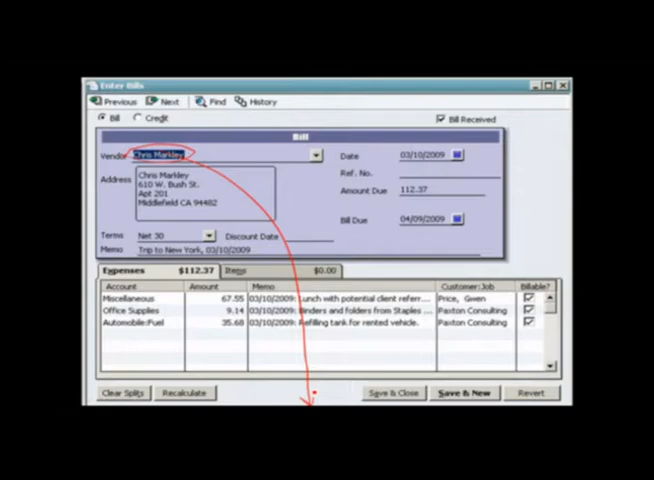 Enter Bills
Previous Next Find History
Bill Credit Bill Received
Bill
Vendor Chris Markley Date 03/10/2009
Address Chris Markley
610 W. Bush St.
Apt 201
Middlefield CA 94482
Ref. No.
Amount Due 112.37
Bill Due 04/09/2009
Terms Net 30 Discount Date
Memo Trip to New York, 03/10/2009
Expenses $112.37 Items $0.00
Account Amount Memo Customer:Job Billable?
Miscellaneous 67.55 03/10/2009: Lunch with potential client referr... Price, Gwen
Office Supplies 9.14 03/10/2009: Binders and folders from Staples ... Paxton Consulting
Automobile:Fuel 35.68 03/10/2009: Refilling tank for rented vehicle. Paxton Consulting
Clear Splits Recalculate Save & Close Save & New Revert